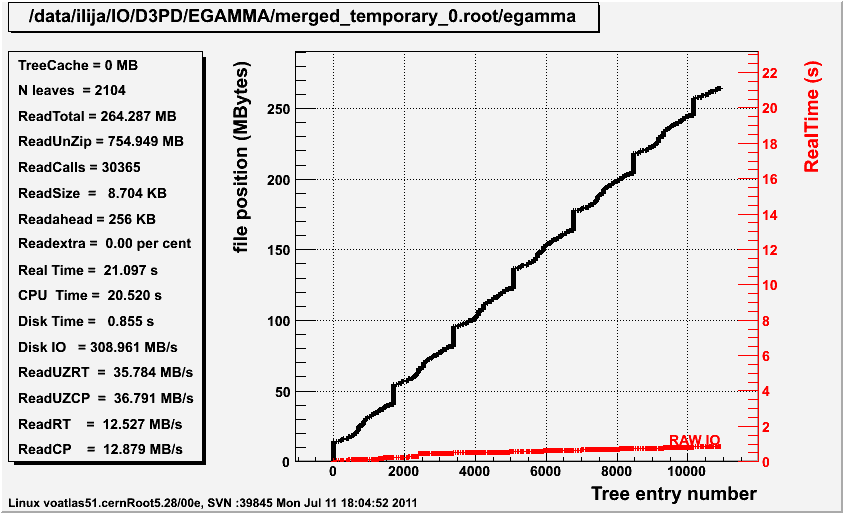 /data/ilija/IO/D3PD/EGAMMA/merged_temporary_0.root/egamma
TreeCache = 0 MB
N leaves = 2104
ReadTotal = 264.287 MB
ReadUnZip = 754.949 MB
ReadCalls = 30365
ReadSize = 8.704 KB
Readahead = 256 KB
Readextra = 0.00 per cent
Real Time = 21.097 s
CPU Time = 20.520 s
Disk Time = 0.855 s
Disk IO = 308.961 MB/s
ReadUZRT = 35.784 MB/s
ReadUZCP = 36.791 MB/s
ReadRT = 12.527 MB/s
ReadCP = 12.879 MB/s
file position (MBytes)
250
200
150
100
50
0
0 2000 4000 6000 8000 10000
Tree entry number
RAW IO
22
20
18
16
14
12
10
8
6
4
2
0
RealTime (s)
Linux voatlas51.cernRoot5.28/00e, SVN :39845 Mon Jul 11 18:04:52 2011